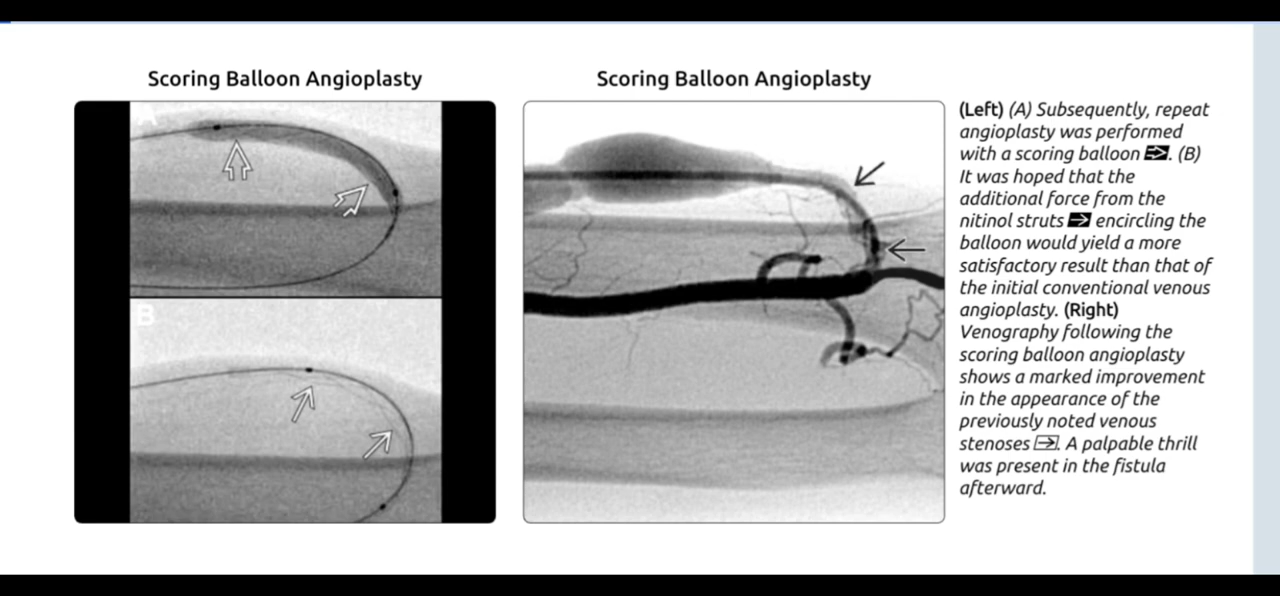 Scoring Balloon Angioplasty
A
B
Scoring Balloon Angioplasty
(Left) (A) Subsequently, repeat
angioplasty was performed
with a scoring balloon. (B)
It was hoped that the
additional force from the
nitinol struts encircling the
balloon would yield a more
satisfactory result than that of
the initial conventional venous
angioplasty. (Right)
Venography following the
scoring balloon angioplasty
shows a marked improvement
in the appearance of the
previously noted venous
stenoses. A palpable thrill
was present in the fistula
afterward.